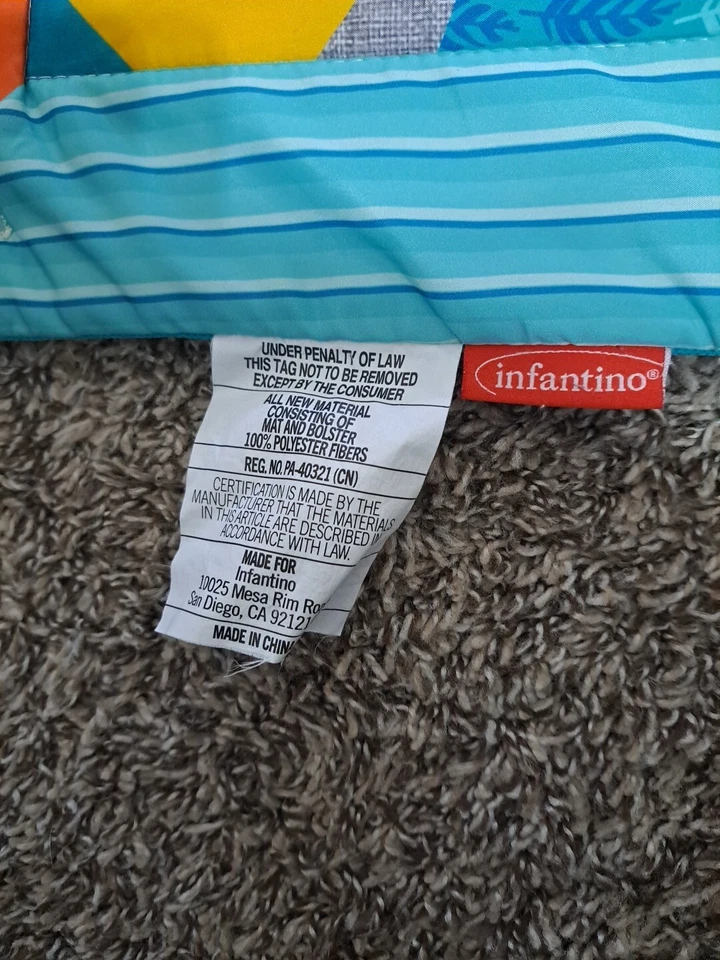 UNDER PENALTY OF LAW
THIS TAG NOT TO BE REMOVED
EXCEPT BY THE CONSUMER
ALL NEW MATERIAL
CONSISTING OF
MAT AND BOLSTER
100% POLYESTER FIBERS
REG. NO. PA-40321 (CN)
CERTIFICATION IS MADE BY THE
MANUFACTURER THAT THE MATERIALS
IN THIS ARTICLE ARE DESCRIBED IN
ACCORDANCE WITH LAW.
MADE FOR
Infantino
10025 Mesa Rim
San Diego, CA
MADE IN
infantino®